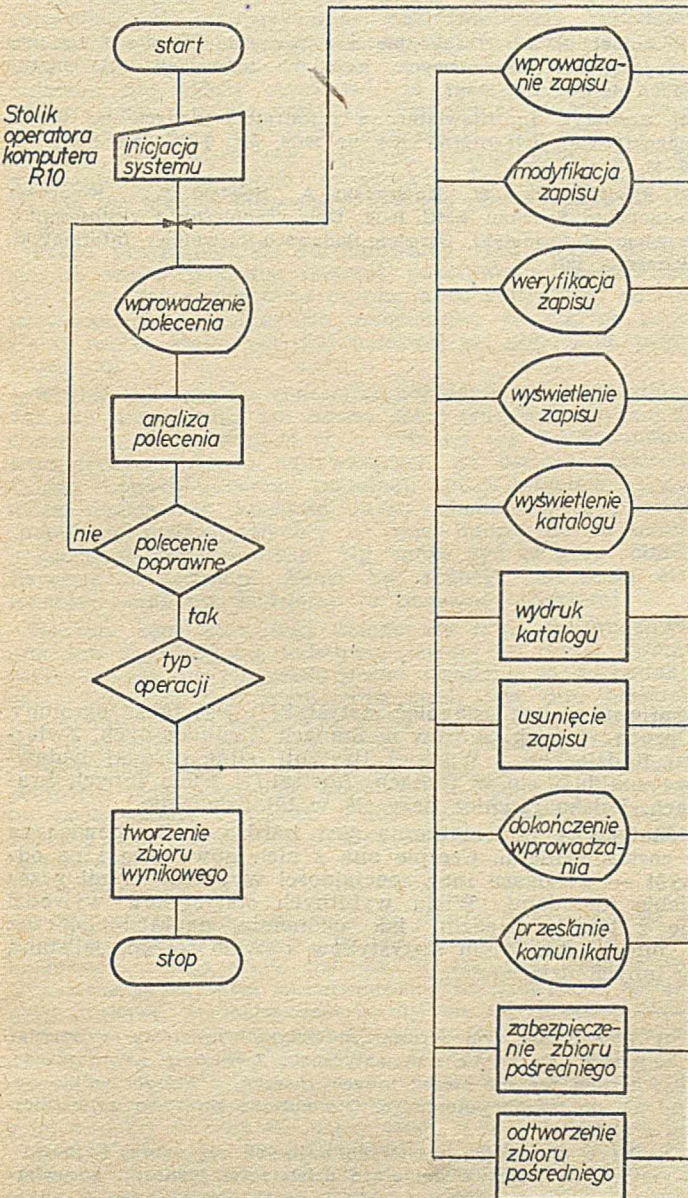 start
Stolik
operatora
komputera
R10
inicjacja
systemu
wprowadzenie
polecenia
analiza
polecenia
nie
polecenie
poprawne
tak
typ
operacji
tworzenie
zbioru
wynikowego
stop
wprowadza-
nie zapisu
modyfikacja
zapisu
weryfikacja
zapisu
wyświetlenie
zapisu
wyświetlenie
katalogu
wydruk
katalogu
usunięcie
zapisu
dokończenie
wprowadza-
nia
przesłanie
komunikatu
zabezpiecze-
nie zbioru
pośredniego
odtworzenie
zbioru
pośredniego